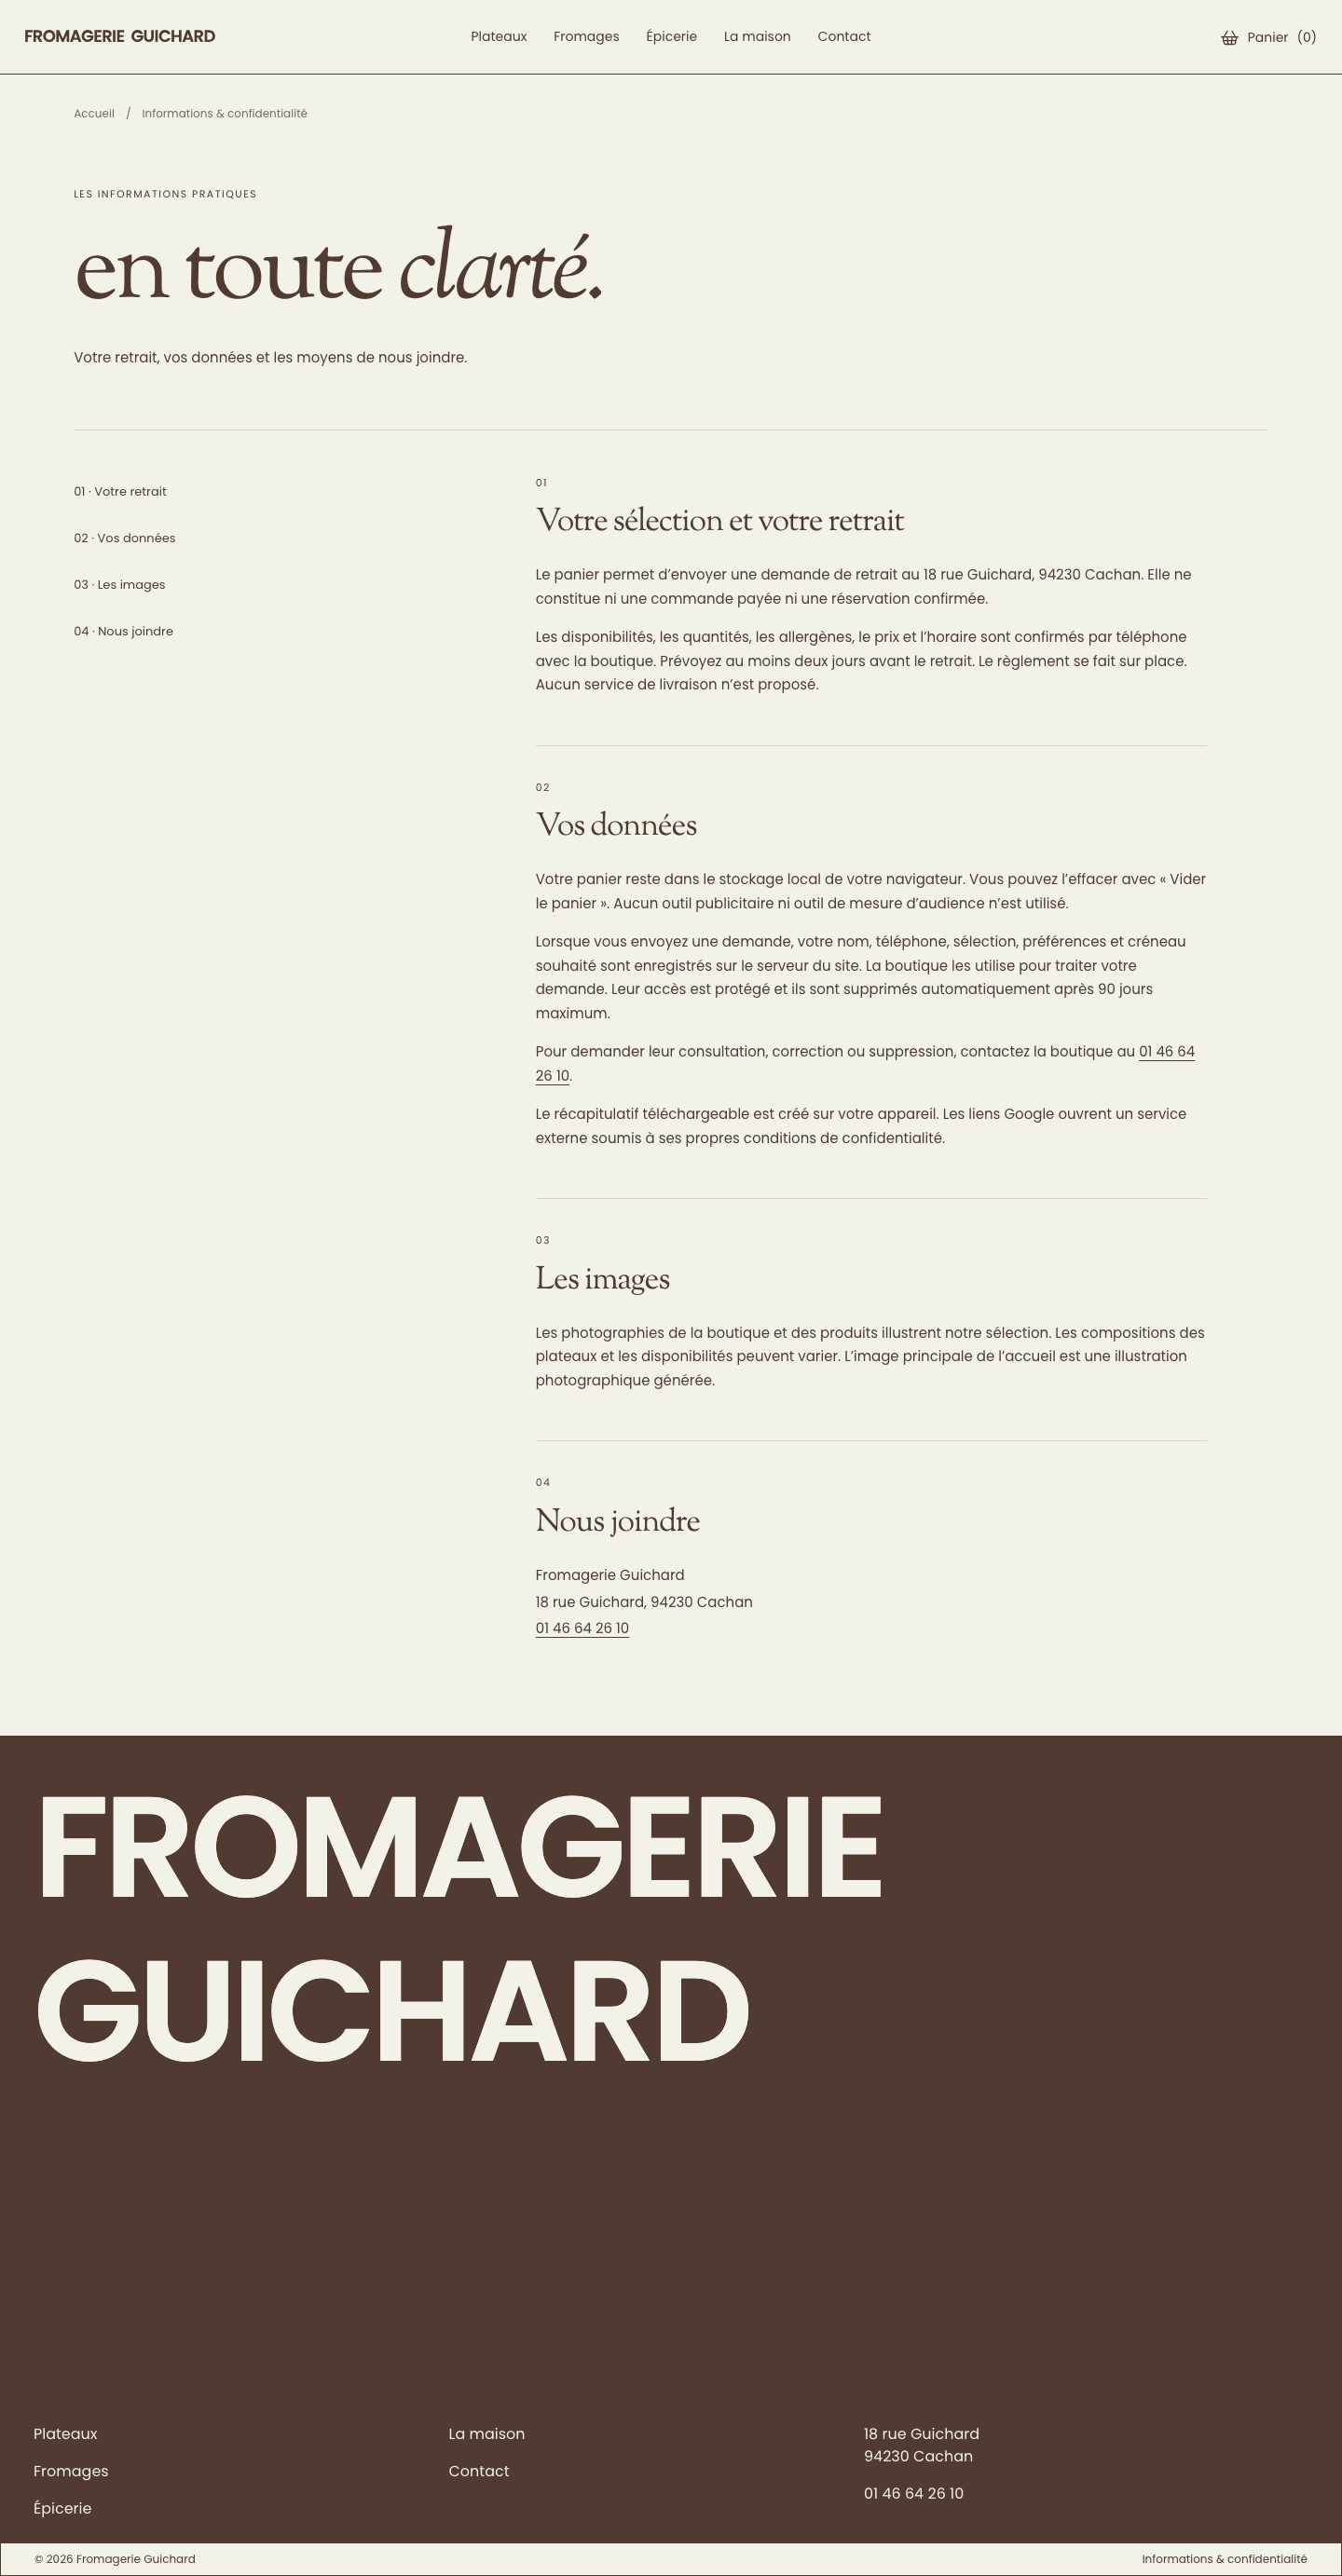 FROMAGERIE GUICHARD
Plateaux
Fromages
Épicerie
La maison
Contact
Panier (0)
Accueil / Informations & confidentialité
LES INFORMATIONS PRATIQUES
en toute clarté.
Votre retrait, vos données et les moyens de nous joindre.
01 · Votre retrait
02 · Vos données
03 · Les images
04 · Nous joindre
01
Votre sélection et votre retrait
Le panier permet d’envoyer une demande de retrait au 18 rue Guichard, 94230 Cachan. Elle ne
constitue ni une commande payée ni une réservation confirmée.
Les disponibilités, les quantités, les allergènes, le prix et l’horaire sont confirmés par téléphone
avec la boutique. Prévoyez au moins deux jours avant le retrait. Le règlement se fait sur place.
Aucun service de livraison n’est proposé.
02
Vos données
Votre panier reste dans le stockage local de votre navigateur. Vous pouvez l’effacer avec « Vider
le panier ». Aucun outil publicitaire ni outil de mesure d’audience n’est utilisé.
Lorsque vous envoyez une demande, votre nom, téléphone, sélection, préférences et créneau
souhaité sont enregistrés sur le serveur du site. La boutique les utilise pour traiter votre
demande. Leur accès est protégé et ils sont supprimés automatiquement après 90 jours
maximum.
Pour demander leur consultation, correction ou suppression, contactez la boutique au 01 46 64
26 10.
Le récapitulatif téléchargeable est créé sur votre appareil. Les liens Google ouvrent un service
externe soumis à ses propres conditions de confidentialité.
03
Les images
Les photographies de la boutique et des produits illustrent notre sélection. Les compositions des
plateaux et les disponibilités peuvent varier. L’image principale de l’accueil est une illustration
photographique générée.
04
Nous joindre
Fromagerie Guichard
18 rue Guichard, 94230 Cachan
01 46 64 26 10
FROMAGERIE
GUICHARD
Plateaux
Fromages
Épicerie
La maison
Contact
18 rue Guichard
94230 Cachan
01 46 64 26 10
© 2026 Fromagerie Guichard
Informations & confidentialité